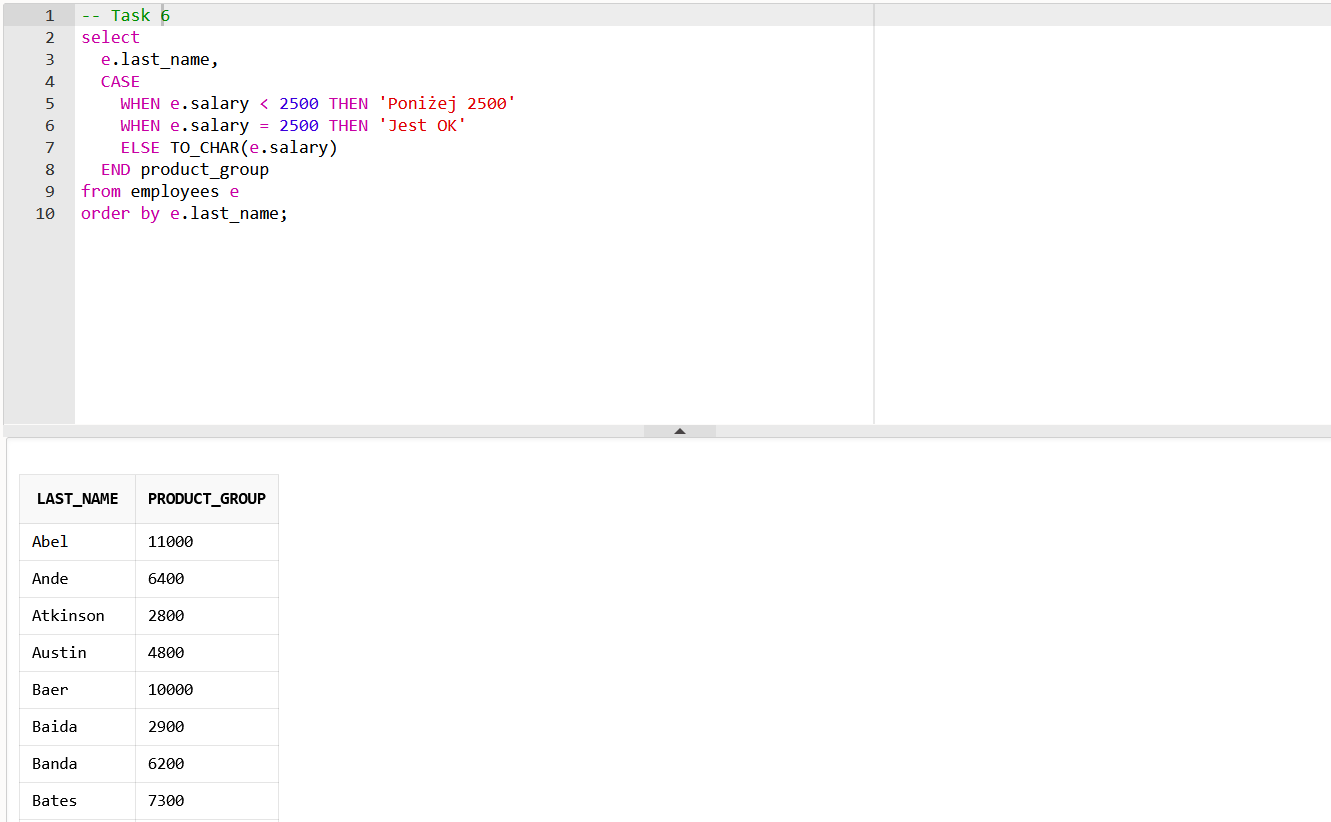 1 -- Task 6
2 select
3 e.last_name,
4 CASE
5 WHEN e.salary < 2500 THEN 'Poniżej 2500'
6 WHEN e.salary = 2500 THEN 'Jest OK'
7 ELSE TO_CHAR(e.salary)
8 END product_group
9 from employees e
10 order by e.last_name;
LAST_NAME PRODUCT_GROUP
Abel 11000
Ande 6400
Atkinson 2800
Austin 4800
Baer 10000
Baida 2900
Banda 6200
Bates 7300